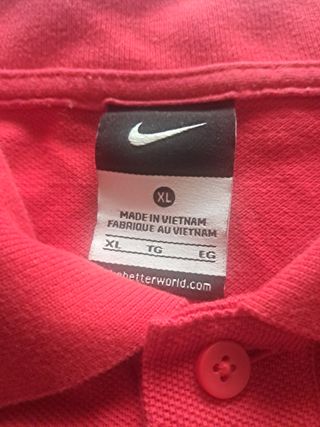 XL
MADE IN VIETNAM
FABRIQUE AU VIETNAM
XL TG EG
betterworld.com